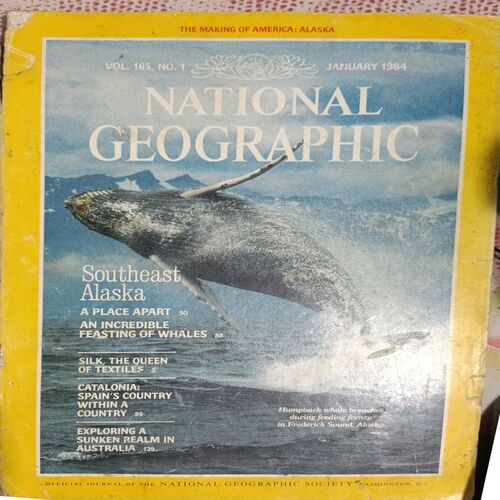 THE MAKING OF AMERICA: ALASKA
VOL. 165, NO. 1 JANUARY 1984
NATIONAL
GEOGRAPHIC
Southeast
Alaska
A PLACE APART 50
AN INCREDIBLE
FEASTING OF WHALES 88
SILK, THE QUEEN
OF TEXTILES 2
CATALONIA:
SPAIN'S COUNTRY
WITHIN A
COUNTRY 95
EXPLORING A
SUNKEN REALM IN
AUSTRALIA 129
Humpback whale breaches
during feeding frenzy
in Frederick Sound, Alaska
OFFICIAL JOURNAL OF THE NATIONAL GEOGRAPHIC SOCIETY WASHINGTON, D.C.